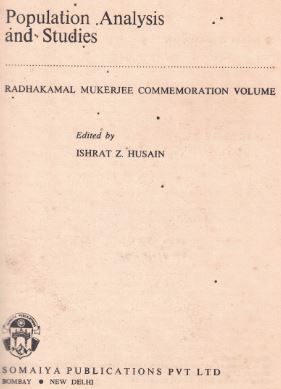 Population Analysis
and Studies
RADHAKAMAL MUKERJEE COMMEMORATION VOLUME
Edited by
ISHRAT Z. HUSAIN
SOMAIYA PUBLICATIONS PVT LTD
BOMBAY • NEW DELHI